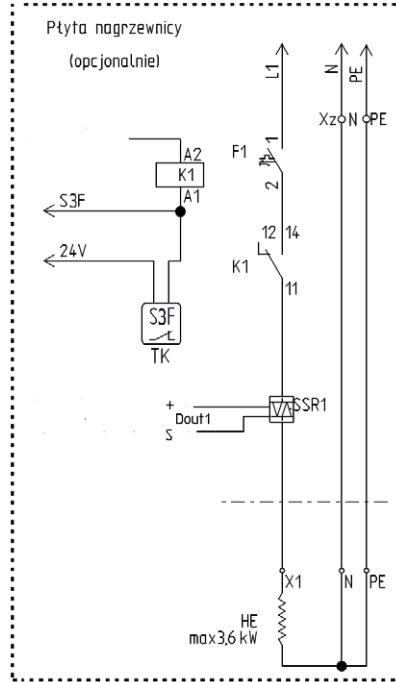 Płyta nagrzewnicy
(opcjonalnie)
L1
N
PE
Xz N PE
F1
1
2
A2
K1
A1
S3F
24V
12 14
K1
11
S3F
TK
+
Dout1
S
SSR1
X1
N
PE
HE
max3,6 kW